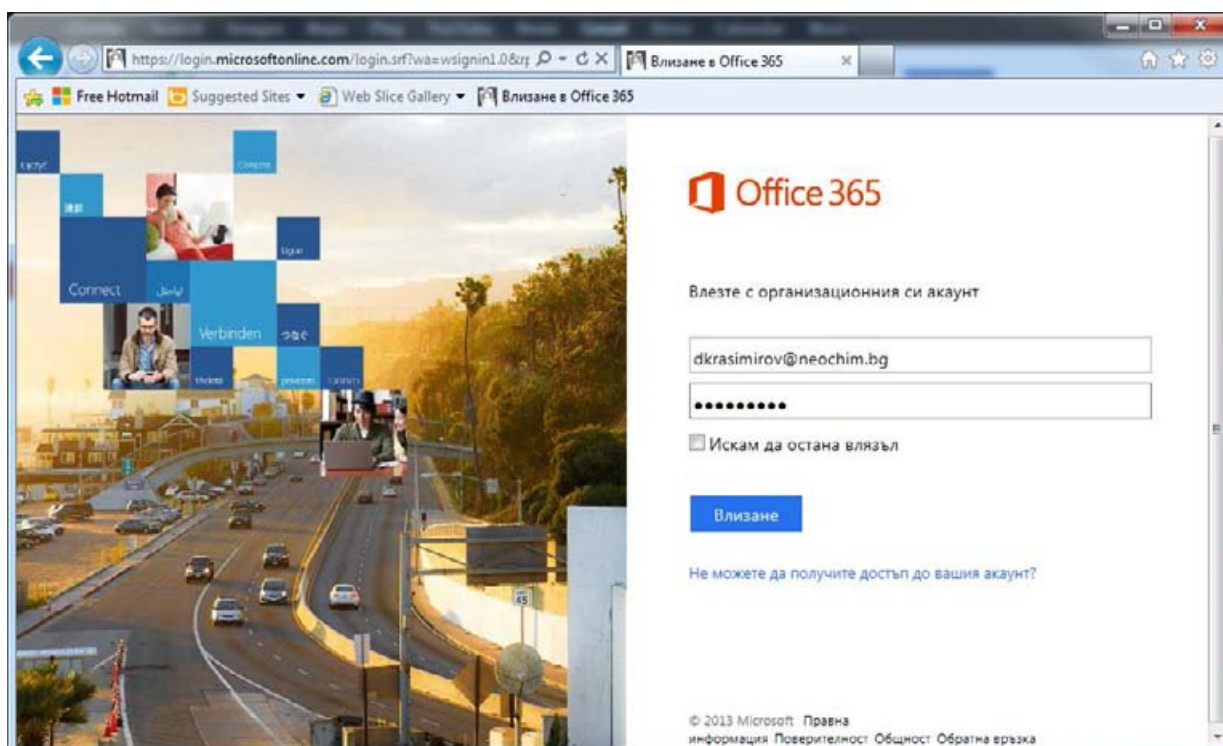 https://login.microsoftonline.com/login.srf?wa=wsignin1.0&rp
Влизане в Office 365
Free Hotmail Suggested Sites Web Slice Gallery Влизане в Office 365
Connect
Verbinden
Office 365
Влезте с организационния си акаунт
dkrasimirov@neochim.bg
•••••••••
Искам да остана влязъл
Влизане
Не можете да получите достъп до вашия акаунт?
45
© 2013 Microsoft Правна
информация Поверителност Общност Обратна връзка